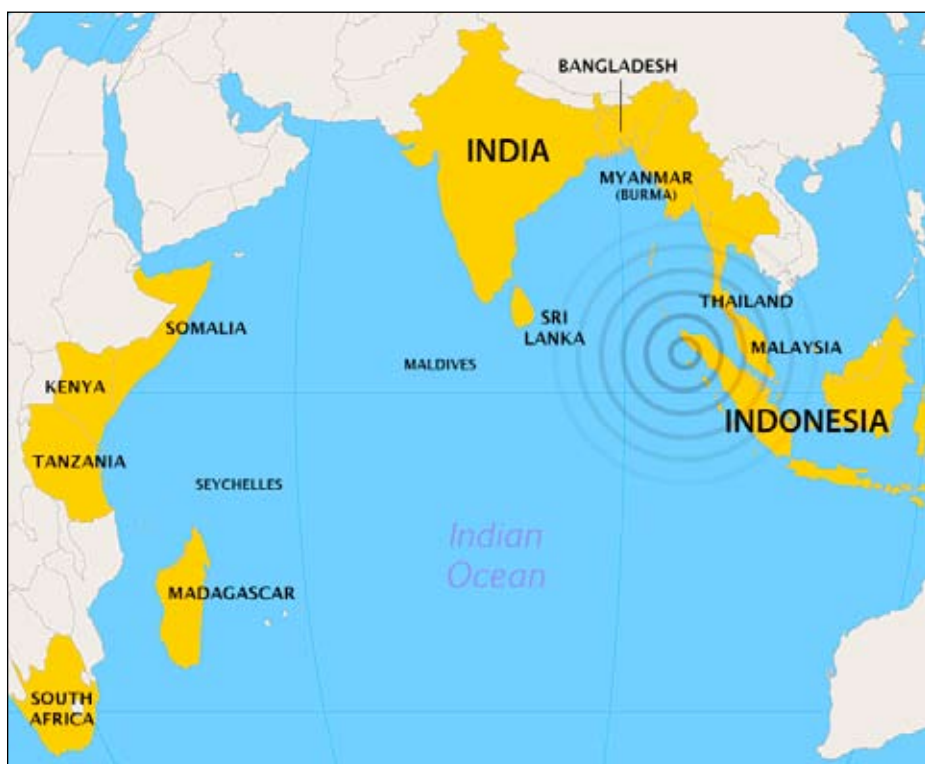 BANGLADESH
INDIA
MYANMAR
(BURMA)
THAILAND
SOMALIA
SRI
LANKA
MALAYSIA
MALDIVES
KENYA
INDONESIA
TANZANIA
SEYCHELLES
Indian
Ocean
MADAGASCAR
SOUTH
AFRICA